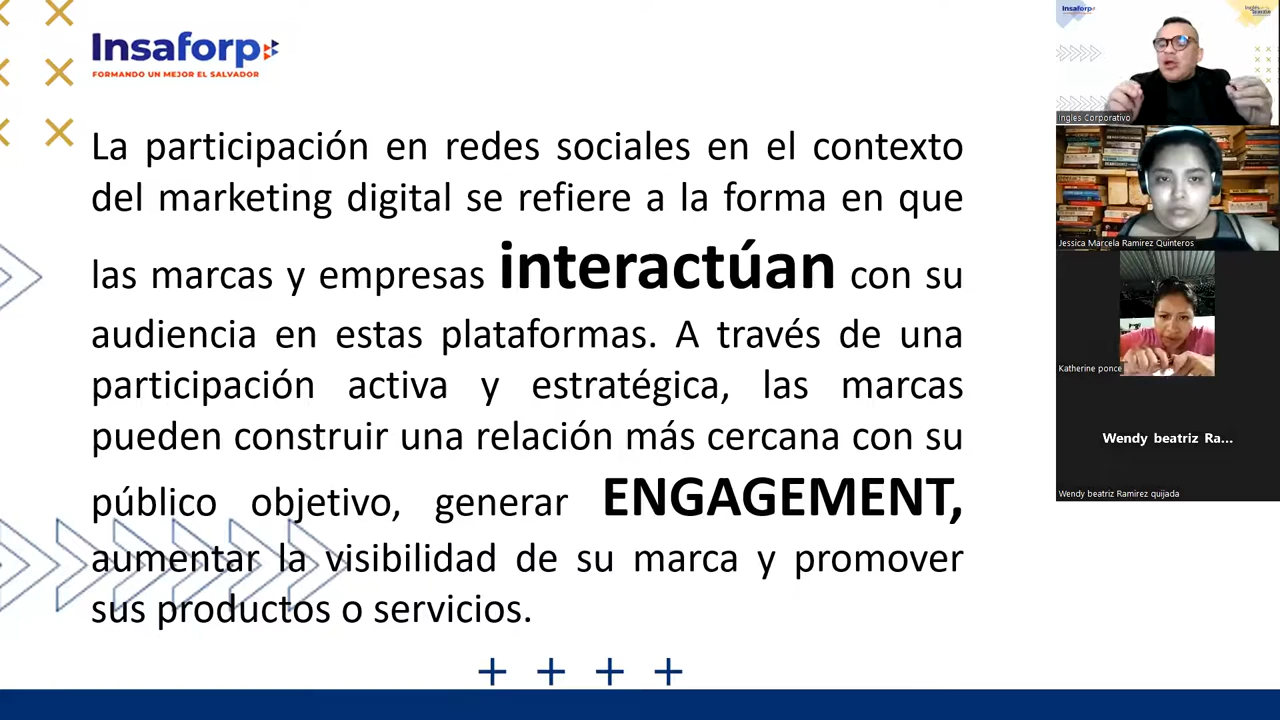 Insaforp
FORMANDO UN MEJOR EL SALVADOR
La participación en redes sociales en el contexto
del marketing digital se refiere a la forma en que
las marcas y empresas interactúan con su
audiencia en estas plataformas. A través de una
participación activa y estratégica, las marcas
pueden construir una relación más cercana con su
público objetivo, generar ENGAGEMENT,
aumentar la visibilidad de su marca y promover
sus productos o servicios.
Insaforp
Ingles Corporativo
Jessica Marcela Ramirez Quinteros
Katherine ponce
Wendy beatriz Ra...
Wendy beatriz Ramirez quijada